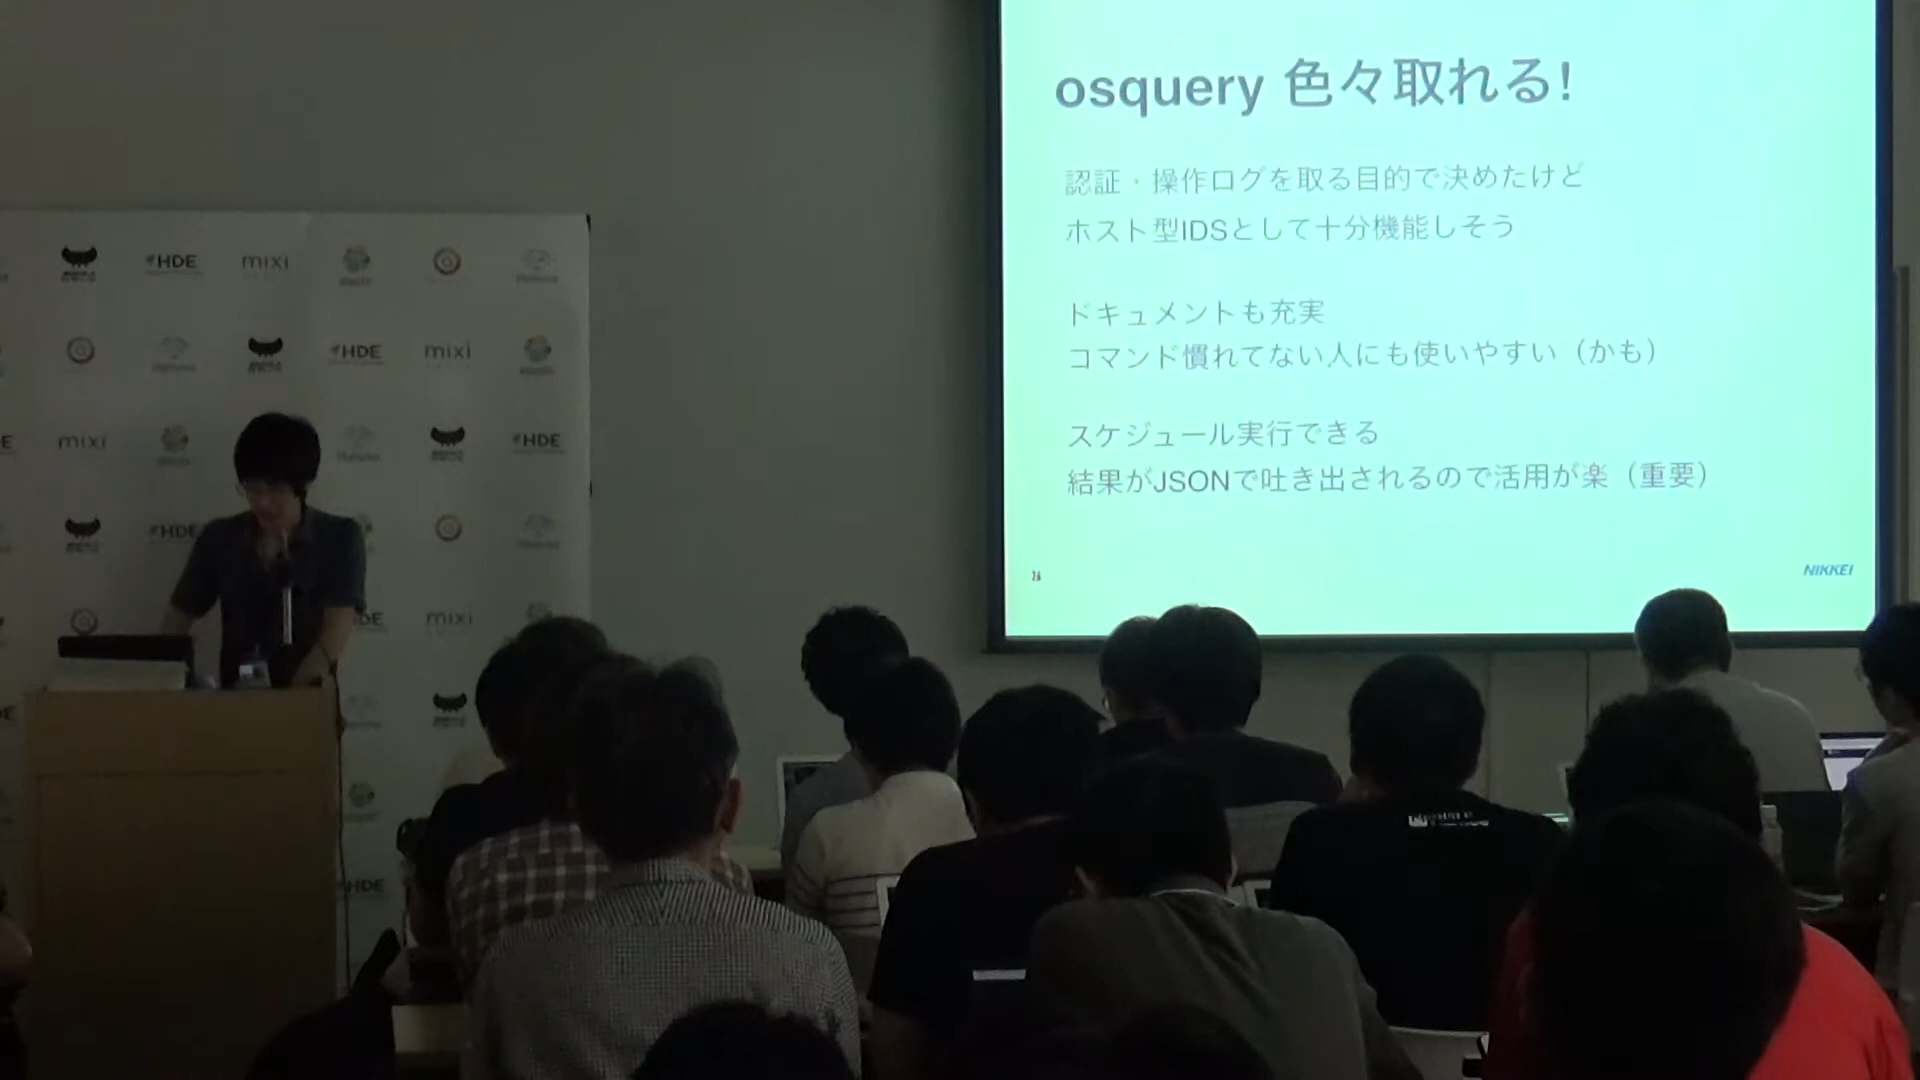 osquery 色々取れる!
認証・操作ログを取る目的で決めたけど
ホスト型IDSとして十分機能しそう
ドキュメントも充実
コマンド慣れてない人にも使いやすい（かも）
スケジュール実行できる
結果がJSONで吐き出されるので活用が楽（重要）
NIKKEI
HDE
mixi
HDE
mixi
mixi
HDE
HDE
mixi
HDE